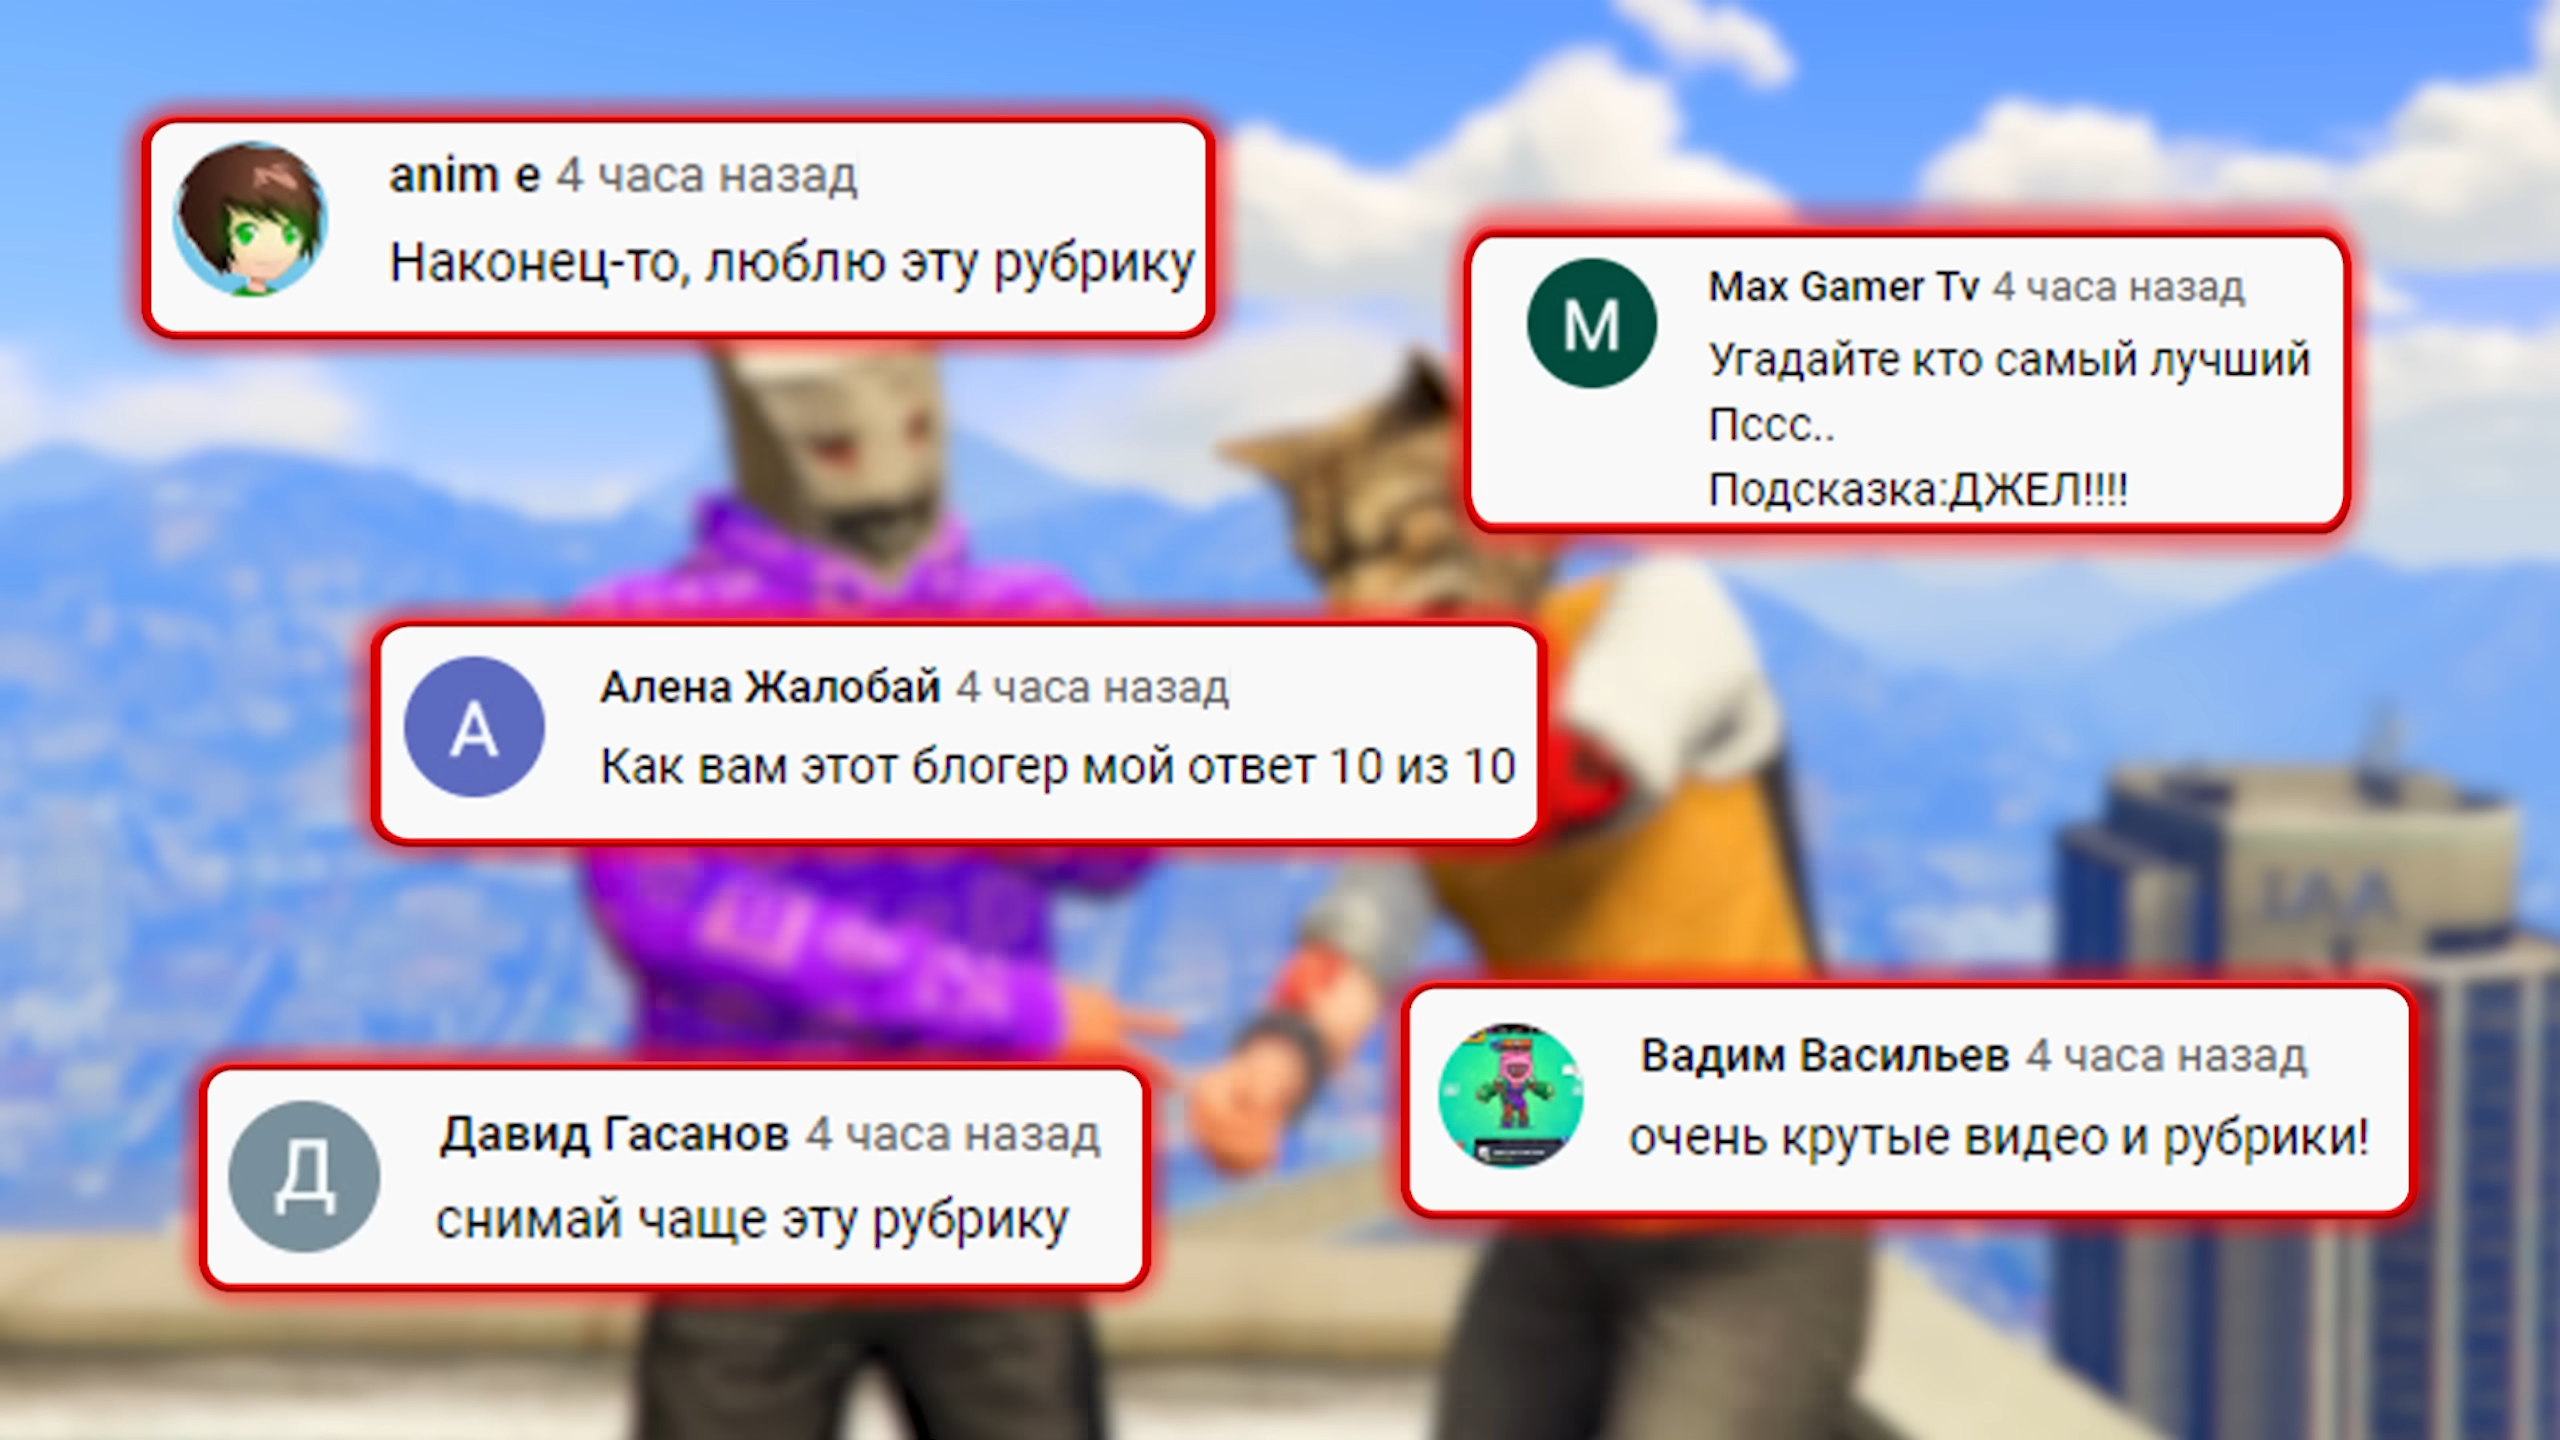 anim e 4 часа назад
Наконец-то, люблю эту рубрику
M
Max Gamer Tv 4 часа назад
Угадайте кто самый лучший
Пссс..
Подсказка:ДЖЕЛ!!!!
А
Алена Жалобай 4 часа назад
Как вам этот блогер мой ответ 10 из 10
IAA
Вадим Васильев 4 часа назад
очень крутые видео и рубрики!
Д
Давид Гасанов 4 часа назад
снимай чаще эту рубрику